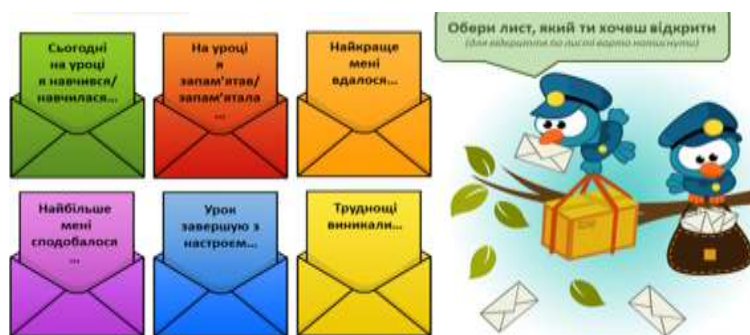 Сьогодні
на уроці
я навчився/
навчилася...
На уроці
я
запам'ятав/
запам'ятала
...
Найкраще
мені
вдалося...
Найбільше
мені
сподобалося
...
Урок
завершую з
настроєм...
Труднощі
виникали...
Обери лист, який ти хочеш відкрити
(для відкриття по листі варто натиснути)